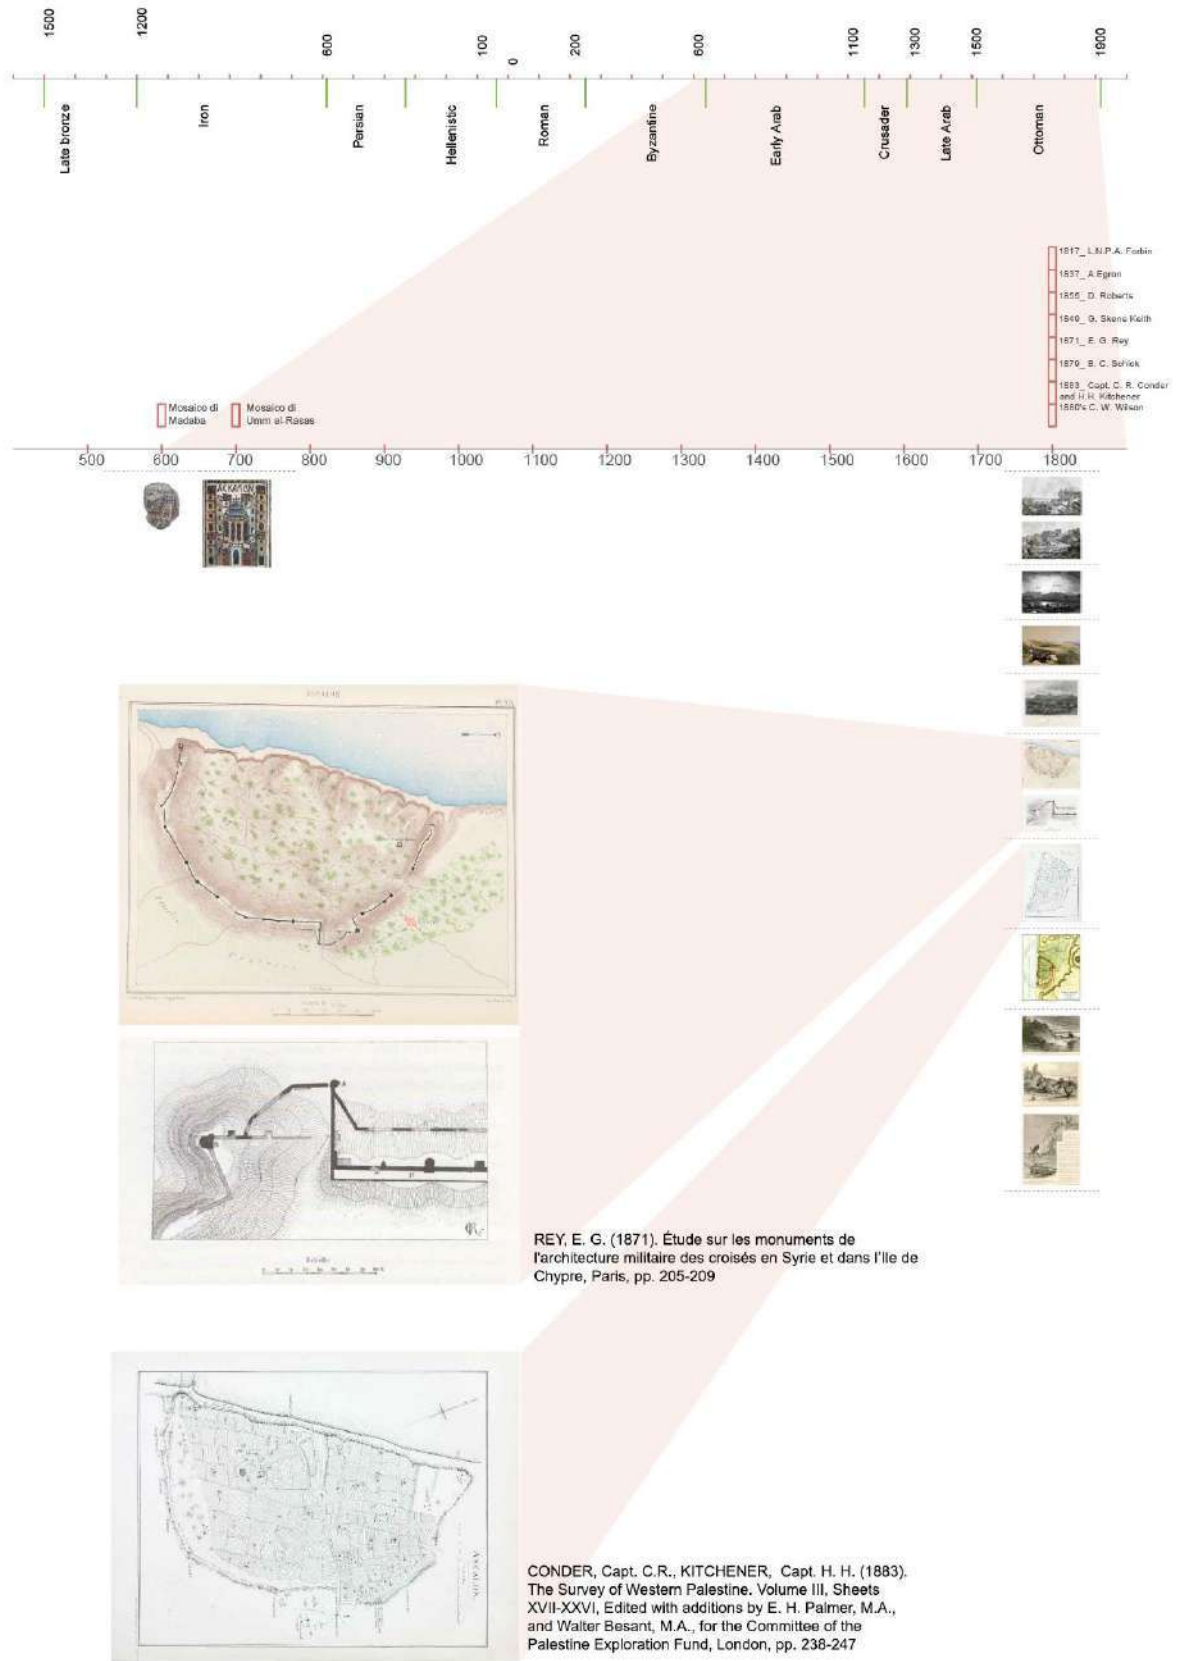 1500
1200
600
100
0
200
600
1100
1300
1500
1900
Late bronze
Iron
Persian
Hellenistic
Roman
Byzantine
Early Arab
Crusader
Late Arab
Ottoman
1817_ L.N.P.A. Forbin
1837_ A.Egron
1855_ D. Roberts
1849_ G. Skene Keith
1871_ E. G. Rey
1879_ B. C. Schick
1883_ Capt. C. R. Conder
and H.H. Kitchener
1880's C. W. Wilson
Mosaico di
Madaba
Mosaico di
Umm al-Rasas
500
600
700
800
900
1000
1100
1200
1300
1400
1500
1600
1700
1800
REY, E. G. (1871). Étude sur les monuments de
l'architecture militaire des croisés en Syrie et dans l'Ile de
Chypre, Paris, pp. 205-209
ASCALON
CONDER, Capt. C.R., KITCHENER, Capt. H. H. (1883).
The Survey of Western Palestine. Volume III, Sheets
XVII-XXVI, Edited with additions by E. H. Palmer, M.A.,
and Walter Besant, M.A., for the Committee of the
Palestine Exploration Fund, London, pp. 238-247